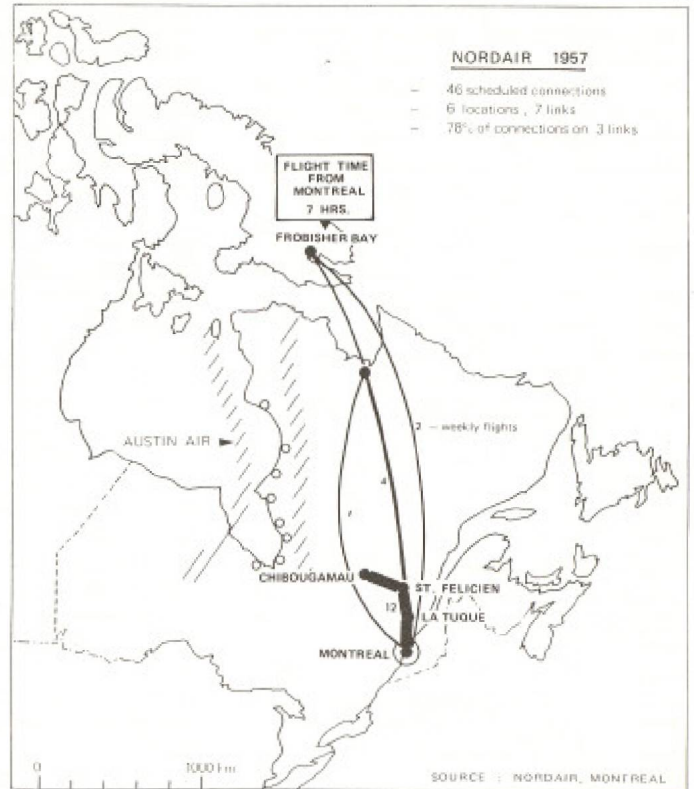 NORDAIR 1957
- 46 scheduled connections
- 6 locations, 7 links
- 78% of connections on 3 links
FLIGHT TIME
FROM
MONTREAL
7 HRS.
FROBISHER BAY
2 - weekly flights
AUSTIN AIR
4
1
CHIBOUGAMAU
ST. FELICIEN
12
LA TUQUE
MONTREAL
0 1000 km
SOURCE : NORDAIR, MONTREAL